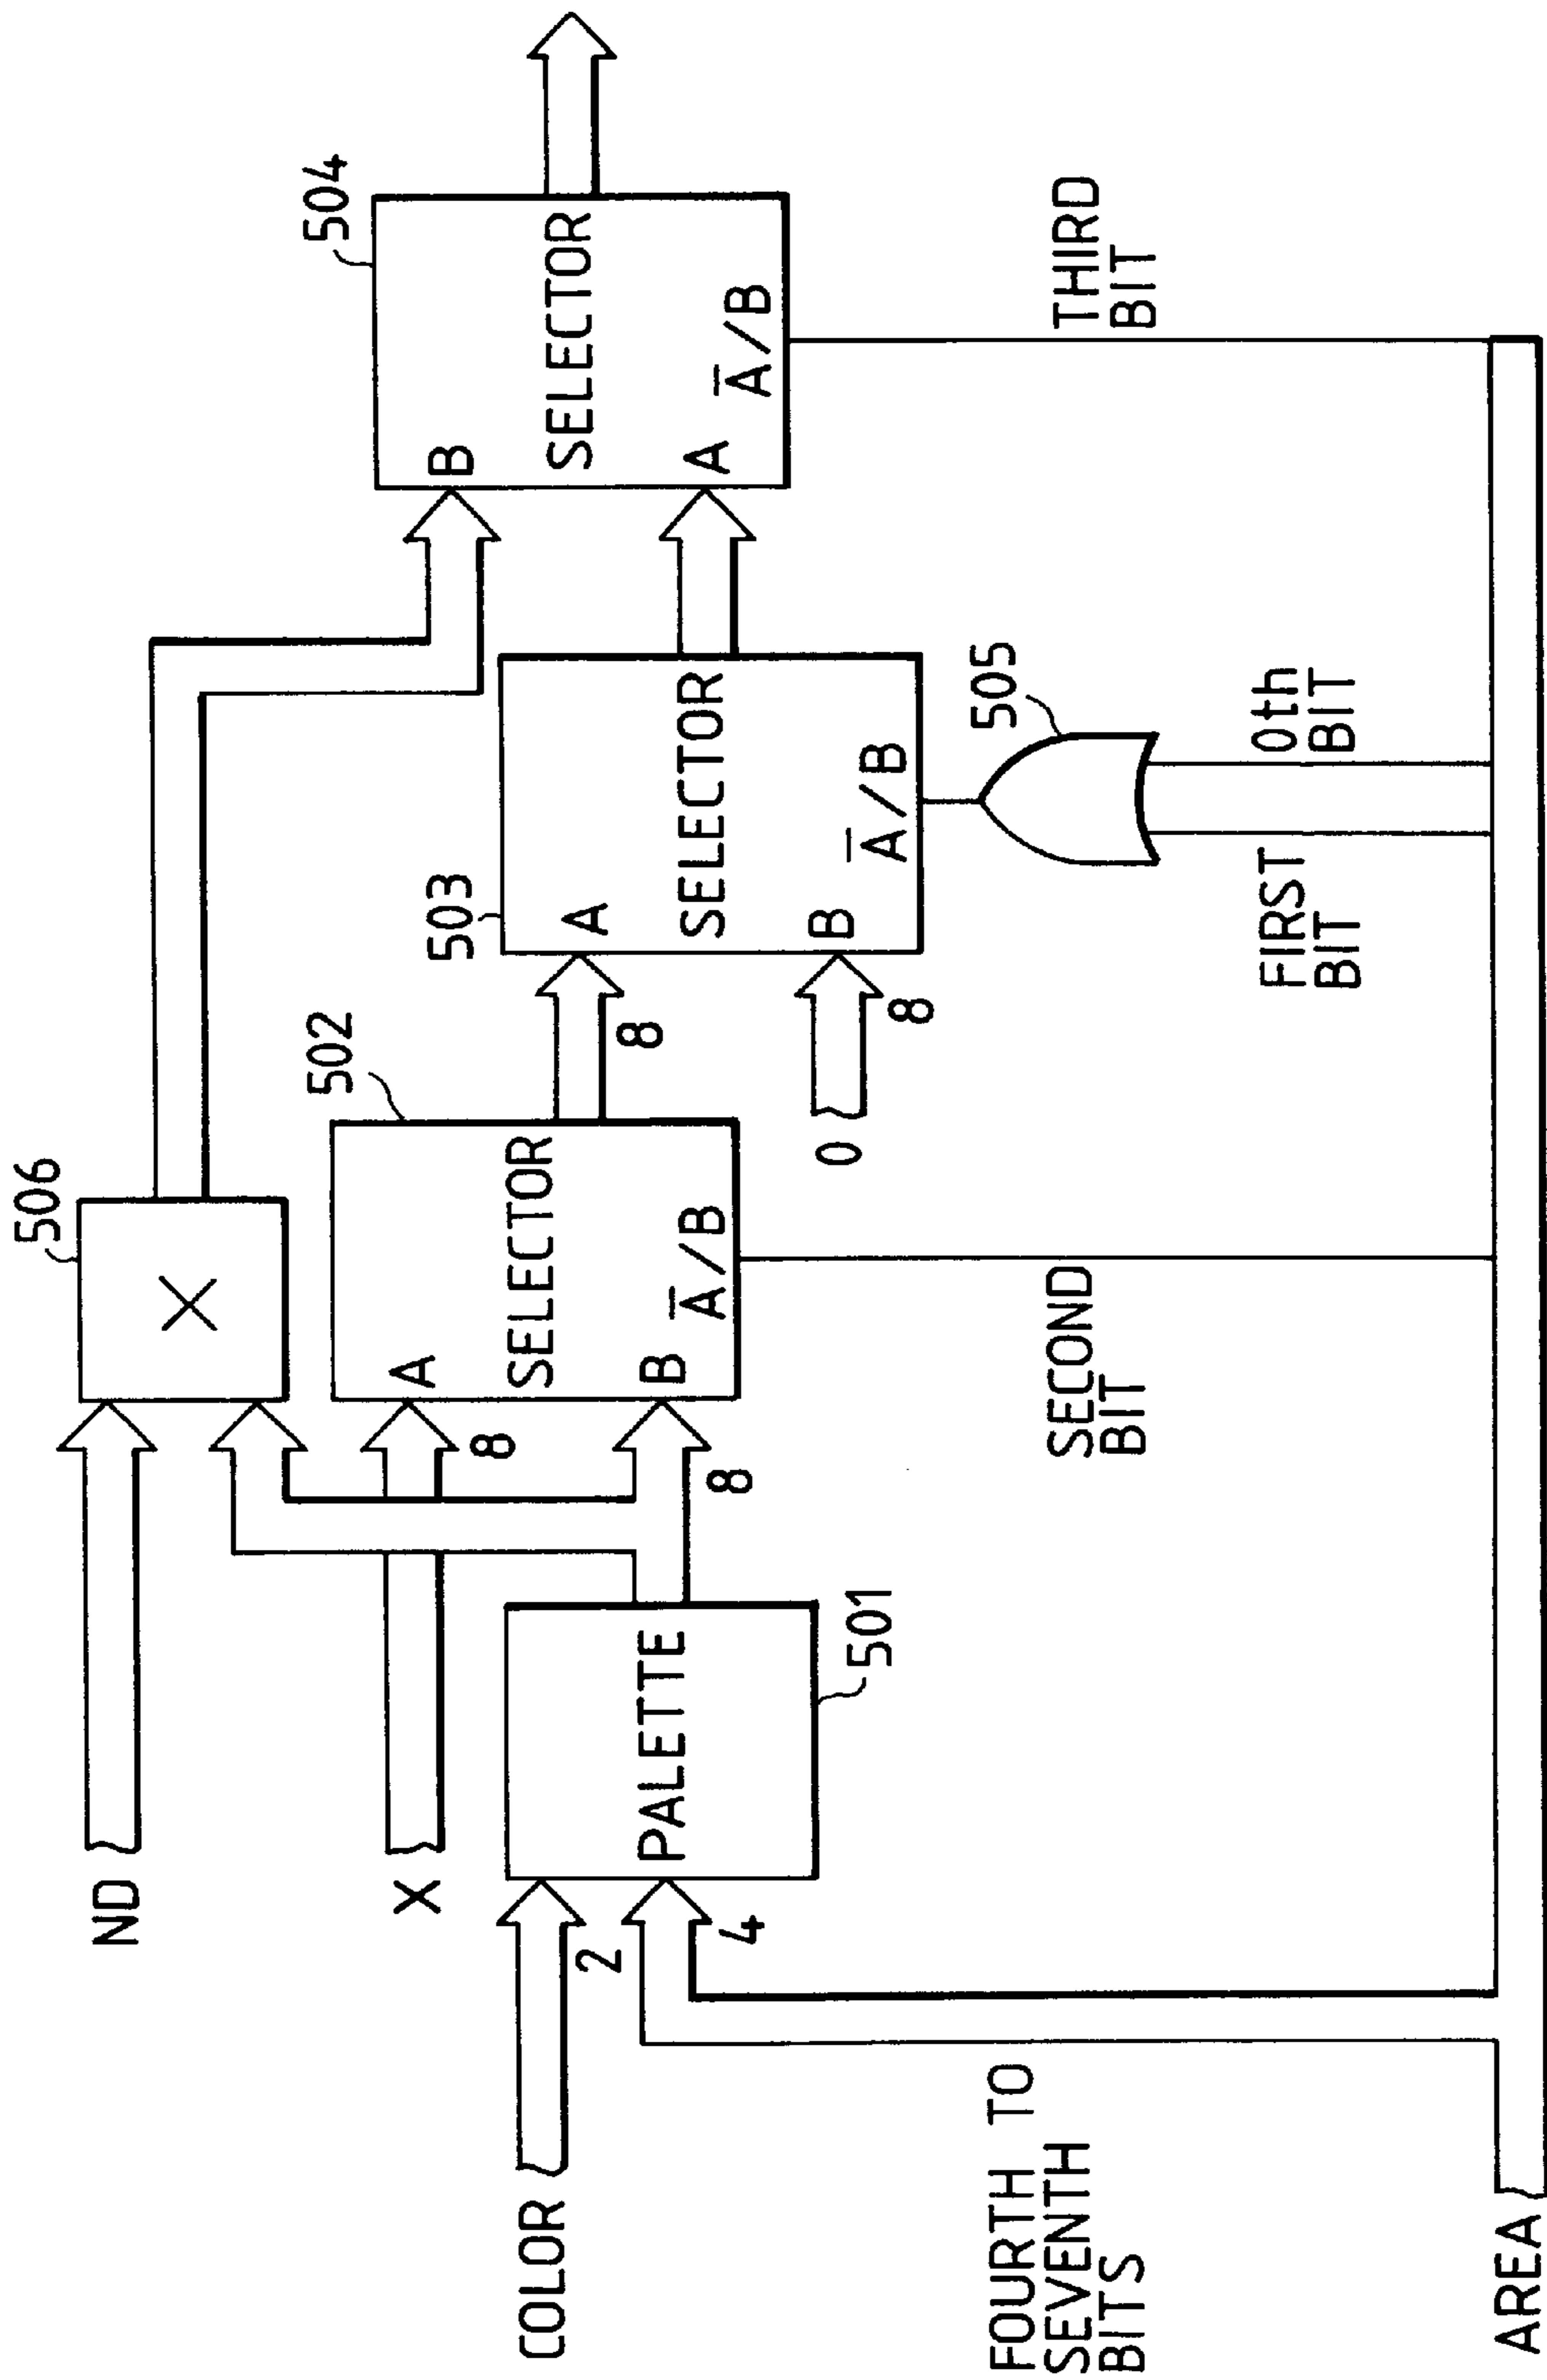 506
504
ND
X
502
SELECTOR
B
A
Ā/B
503
A
SELECTOR
B
Ā/B
8
X
8
A
SELECTOR
B
Ā/B
8
0
8
COLOR
2
PALETTE
4
501
505
FOURTH TO
SEVENTH
BITS
SECOND
BIT
FIRST
BIT
0th
BIT
THIRD
BIT
AREA